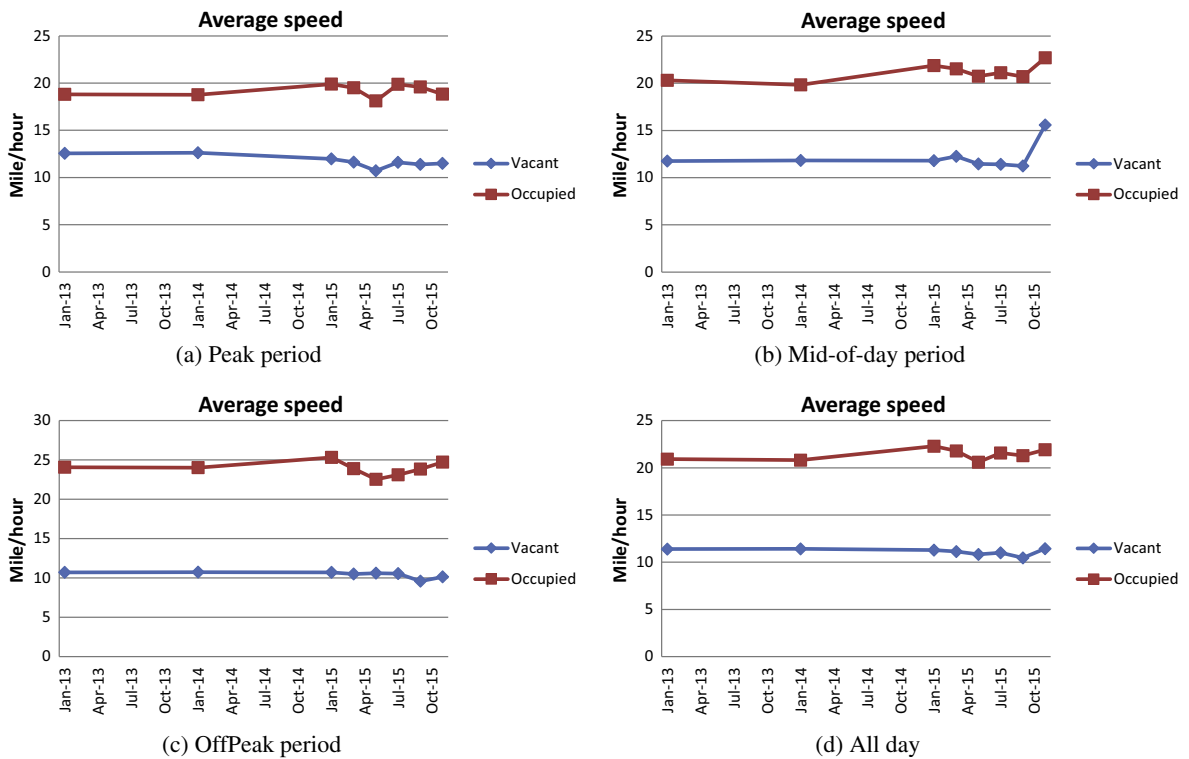 Average speed
25
20
15
10
5
0
Mile/hour
Jan-13
Apr-13
Jul-13
Oct-13
Jan-14
Apr-14
Jul-14
Oct-14
Jan-15
Apr-15
Jul-15
Oct-15
Vacant
Occupied
(a) Peak period
Average speed
25
20
15
10
5
0
Mile/hour
Jan-13
Apr-13
Jul-13
Oct-13
Jan-14
Apr-14
Jul-14
Oct-14
Jan-15
Apr-15
Jul-15
Oct-15
Vacant
Occupied
(b) Mid-of-day period
Average speed
30
25
20
15
10
5
0
Mile/hour
Jan-13
Apr-13
Jul-13
Oct-13
Jan-14
Apr-14
Jul-14
Oct-14
Jan-15
Apr-15
Jul-15
Oct-15
Vacant
Occupied
(c) OffPeak period
Average speed
25
20
15
10
5
0
Mile/hour
Jan-13
Apr-13
Jul-13
Oct-13
Jan-14
Apr-14
Jul-14
Oct-14
Jan-15
Apr-15
Jul-15
Oct-15
Vacant
Occupied
(d) All day